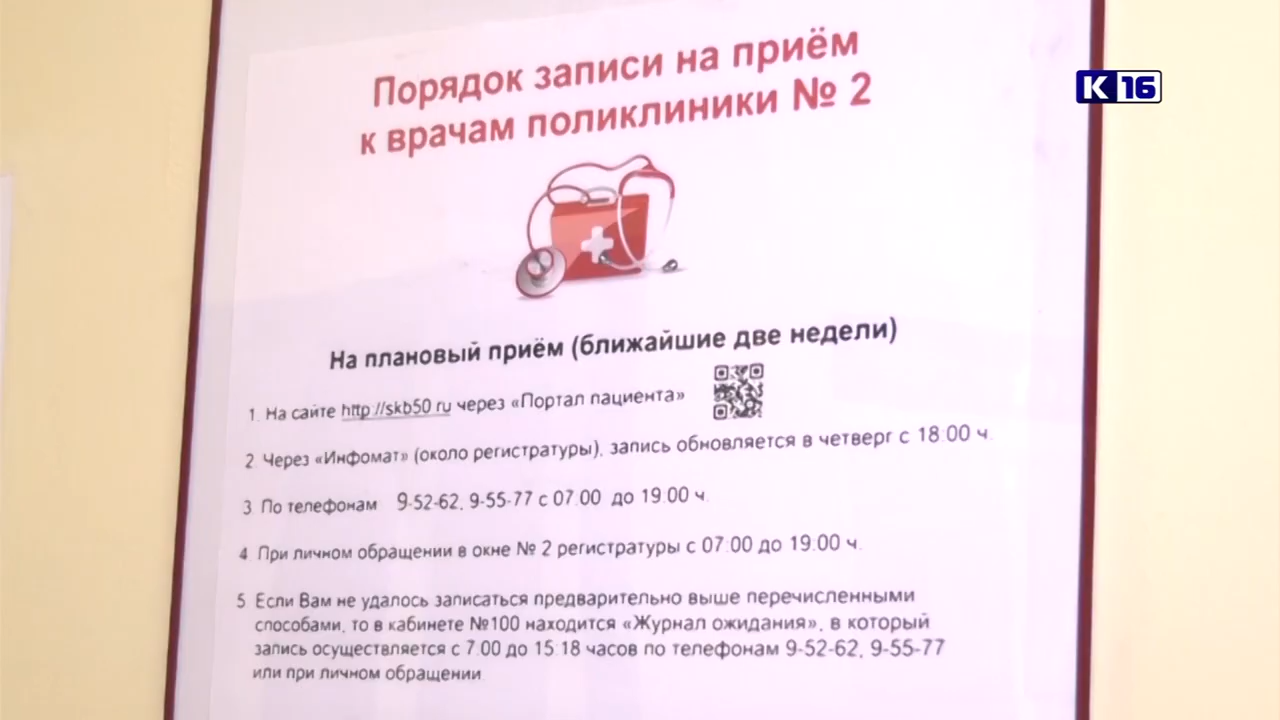 Порядок записи на приём
к врачам поликлиники № 2
К 16
На плановый приём (ближайшие две недели)
1. На сайте http://skb50.ru через «Портал пациента»
2. Через «Инфомат» (около регистратуры), запись обновляется в четверг с 18:00 ч.
3. По телефонам 9-52-62, 9-55-77 с 07.00 до 19.00 ч.
4. При личном обращении в окне № 2 регистратуры с 07:00 до 19:00 ч.
5. Если Вам не удалось записаться предварительно выше перечисленными
способами, то в кабинете №100 находится «Журнал ожидания», в который
запись осуществляется с 7.00 до 15:18 часов по телефонам 9-52-62, 9-55-77
или при личном обращении.